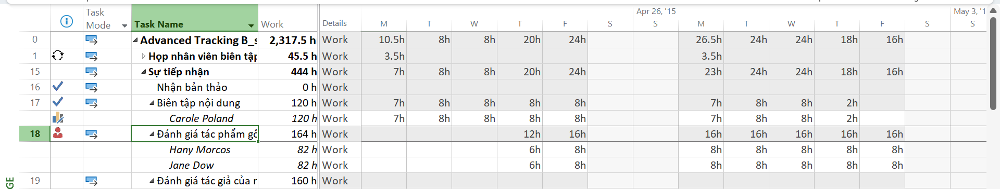 Apr 26, '15 May 3, '1
Task Mode Task Name Work Details M T W T F S S M T W T F S S
0 Advanced Tracking B_s 2,317.5 h Work 10.5h 8h 8h 20h 24h 26.5h 24h 24h 18h 16h
1 Họp nhân viên biên tập 45.5 h Work 3.5h 3.5h
15 Sự tiếp nhận 444 h Work 7h 8h 8h 20h 24h 23h 24h 24h 18h 16h
16 Nhận bản thảo 0 h Work
17 Biên tập nội dung 120 h Work 7h 8h 8h 8h 8h 7h 8h 8h 2h
Carole Poland 120 h Work 7h 8h 8h 8h 8h 7h 8h 8h 2h
18 Đánh giá tác phẩm gố 164 h Work 12h 16h 16h 16h 16h 16h 16h
Hany Morcos 82 h Work 6h 8h 8h 8h 8h 8h 8h
Jane Dow 82 h Work 6h 8h 8h 8h 8h 8h 8h
19 Đánh giá tác giả của 160 h Work
GE